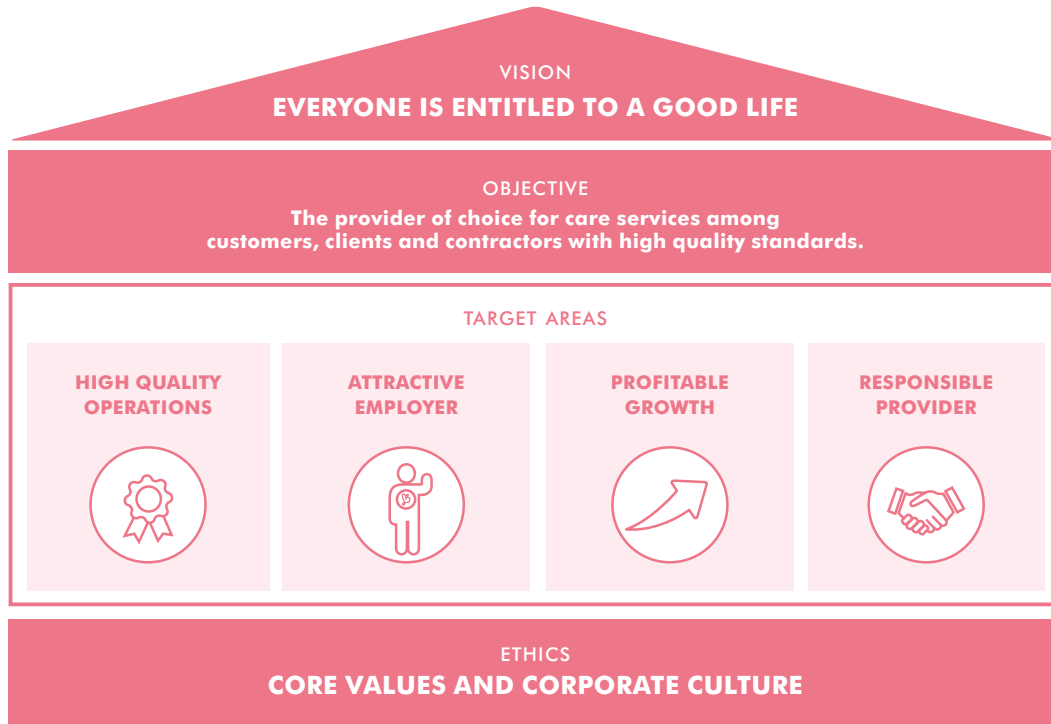 VISION
EVERYONE IS ENTITLED TO A GOOD LIFE
OBJECTIVE
The provider of choice for care services among
customers, clients and contractors with high quality standards.
TARGET AREAS
HIGH QUALITY
OPERATIONS
ATTRACTIVE
EMPLOYER
PROFITABLE
GROWTH
RESPONSIBLE
PROVIDER
ETHICS
CORE VALUES AND CORPORATE CULTURE